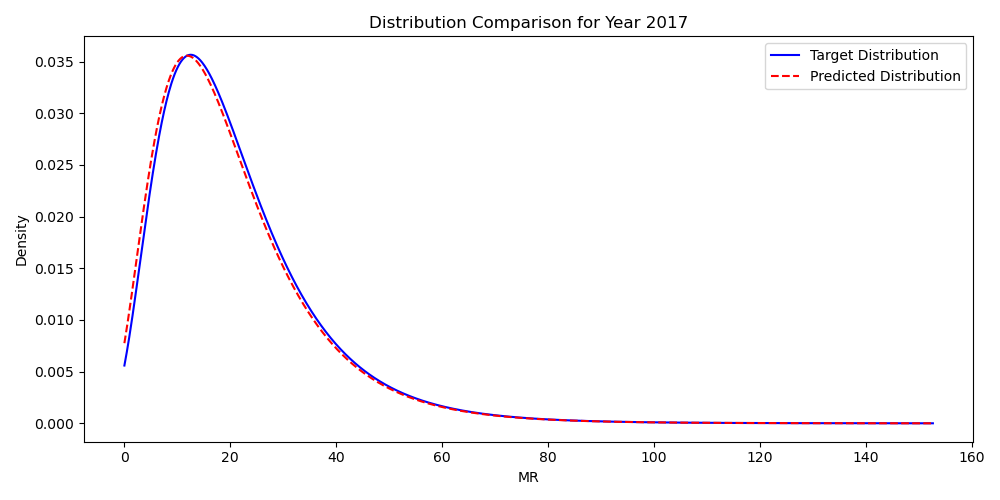 Distribution Comparison for Year 2017
Target Distribution
Predicted Distribution
0.035
0.030
0.025
0.020
0.015
0.010
0.005
0.000
Density
0 20 40 60 80 100 120 140 160
MR